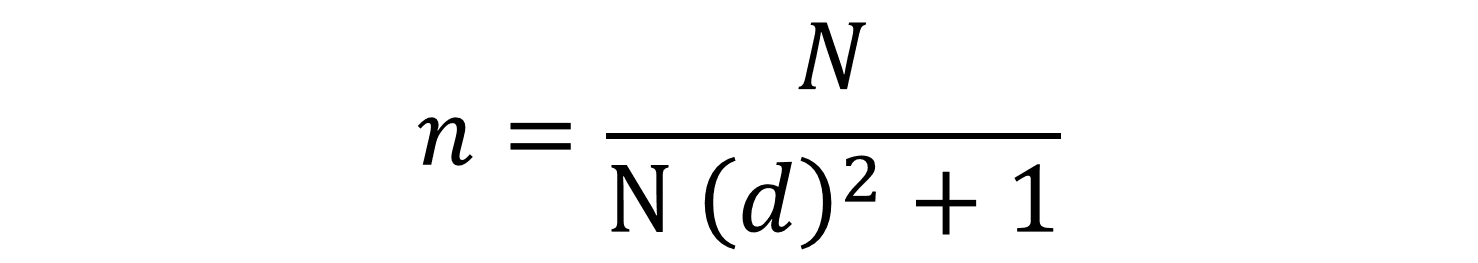 n = N / N (d)² + 1